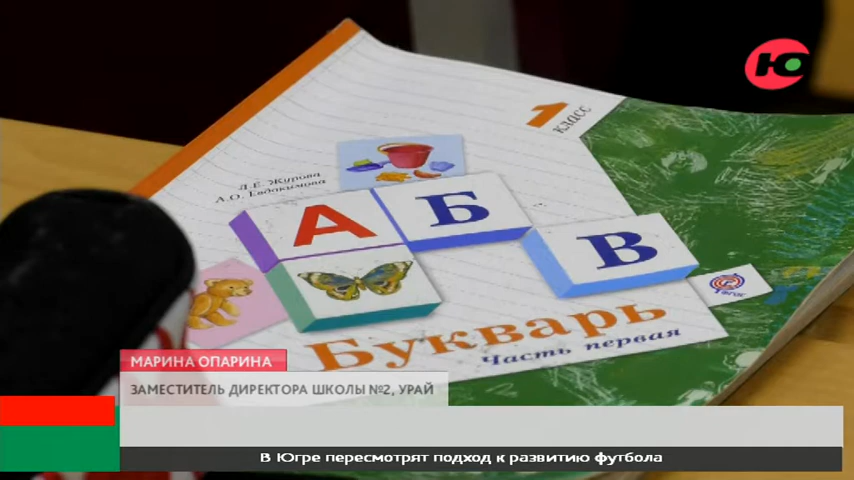 Ю
1
класс
Л.Е. Журова
А.О. Евдокимова
А
Б
В
Букварь
Часть первая
МАРИНА ОПАРИНА
ЗАМЕСТИТЕЛЬ ДИРЕКТОРА ШКОЛЫ №2, УРАЙ
В Югре пересмотрят подход к развитию футбола